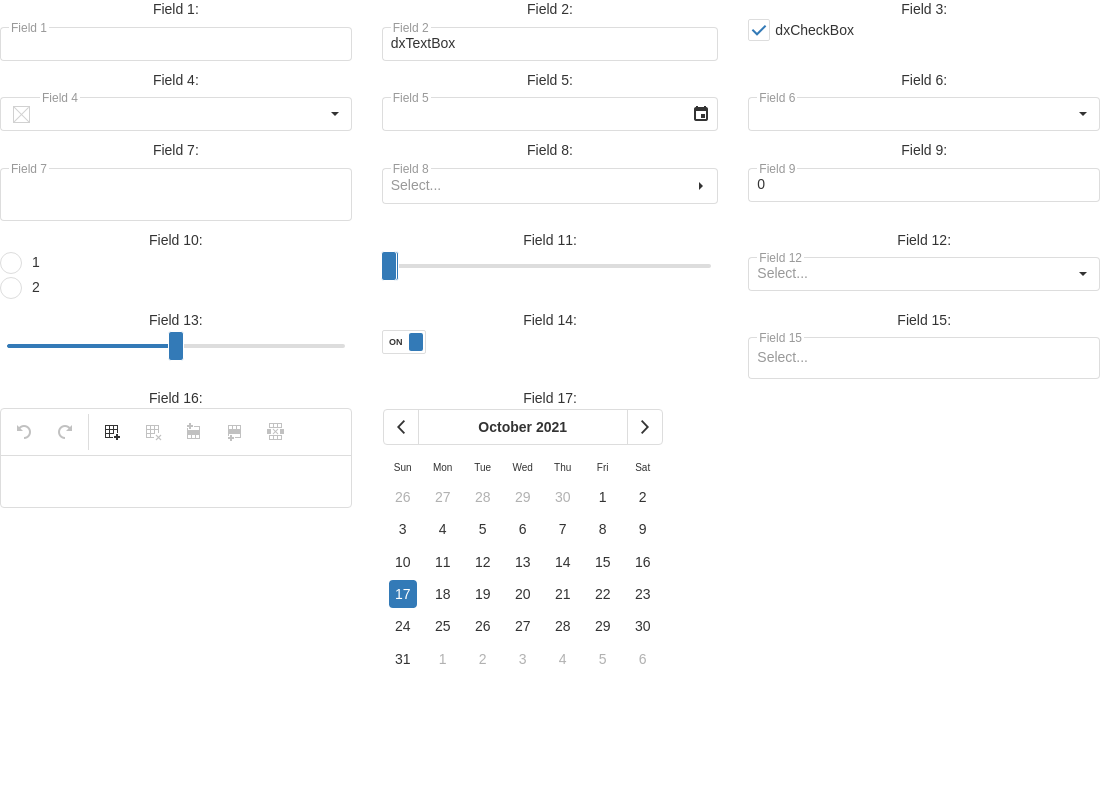 Field 1:
Field 1
Field 2:
Field 2
dxTextBox
Field 3:
dxCheckBox
Field 4:
Field 4
Field 5:
Field 5
Field 6:
Field 6
Field 7:
Field 7
Field 8:
Field 8
Select...
Field 9:
Field 9
0
Field 10:
1
2
Field 11:
Field 12:
Field 12
Select...
Field 13:
Field 14:
ON
Field 15:
Field 15
Select...
Field 16:
Field 17:
October 2021
Sun Mon Tue Wed Thu Fri Sat
26 27 28 29 30 1 2
3 4 5 6 7 8 9
10 11 12 13 14 15 16
17 18 19 20 21 22 23
24 25 26 27 28 29 30
31 1 2 3 4 5 6